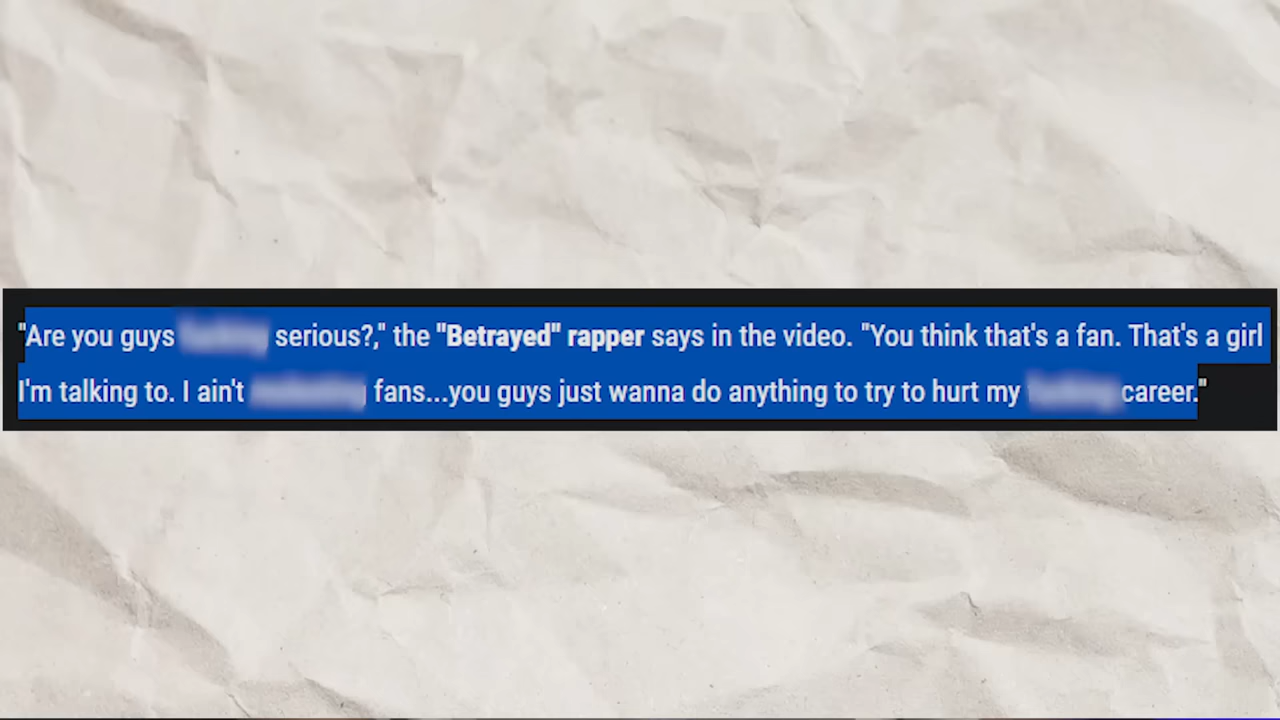 "Are you guys serious?," the "Betrayed" rapper says in the video. "You think that's a fan. That's a girl
I'm talking to. I ain't fans...you guys just wanna do anything to try to hurt my career."